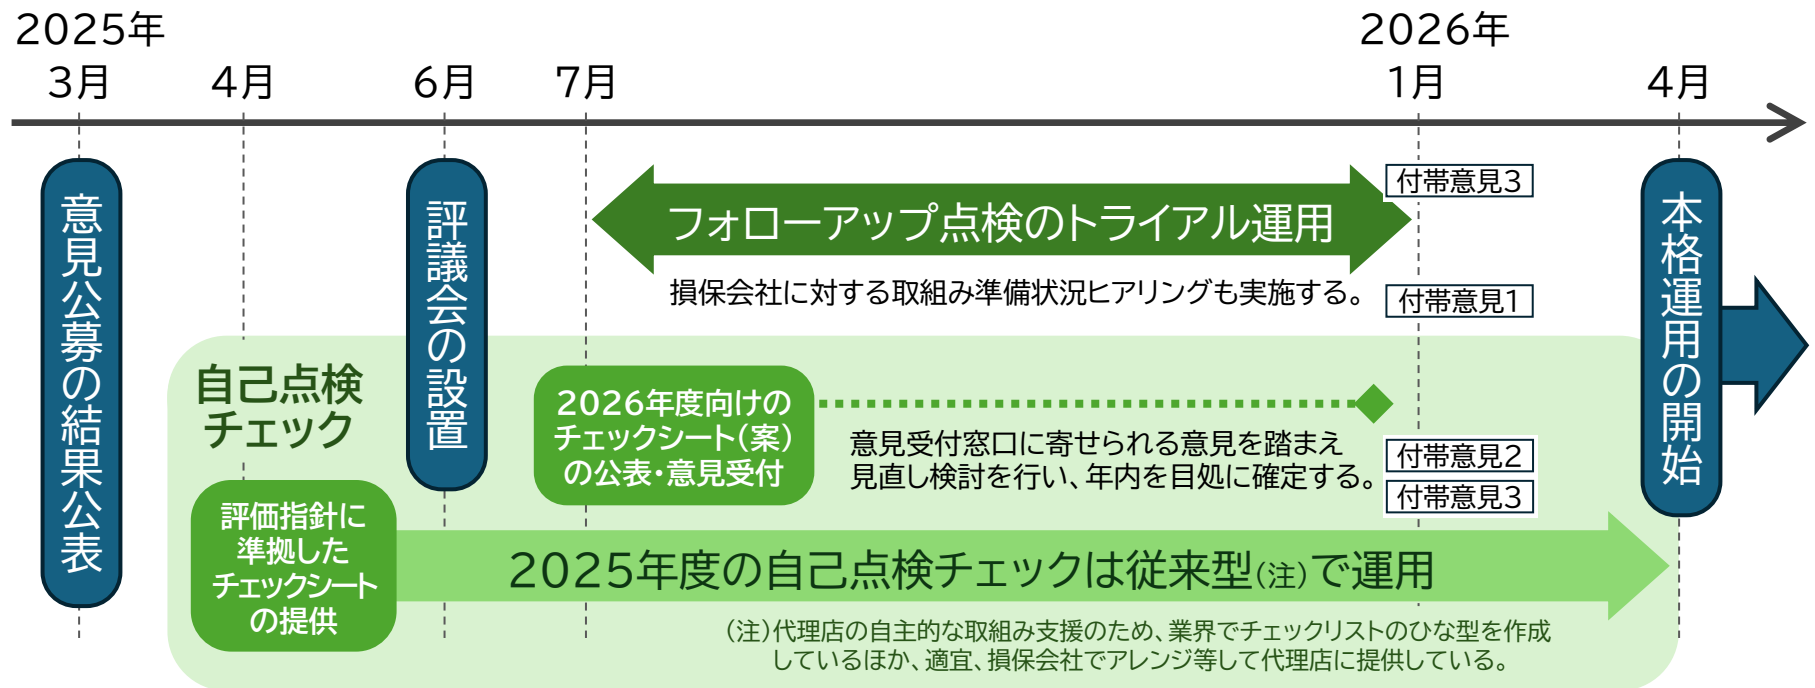 2025年
2026年
3月
4月
6月
7月
1月
4月
意見公募の結果公表
評議会の設置
本格運用の開始
付帯意見3
フォローアップ点検のトライアル運用
損保会社に対する取組み準備状況ヒアリングも実施する。
付帯意見1
自己点検
チェック
2026年度向けの
チェックシート(案)
の公表・意見受付
意見受付窓口に寄せられる意見を踏まえ
見直し検討を行い、年内を目処に確定する。
付帯意見2
付帯意見3
評価指針に
準拠した
チェックシート
の提供
2025年度の自己点検チェックは従来型(注)で運用
(注)代理店の自主的な取組み支援のため、業界でチェックリストのひな型を作成
しているほか、適宜、損保会社でアレンジ等して代理店に提供している。